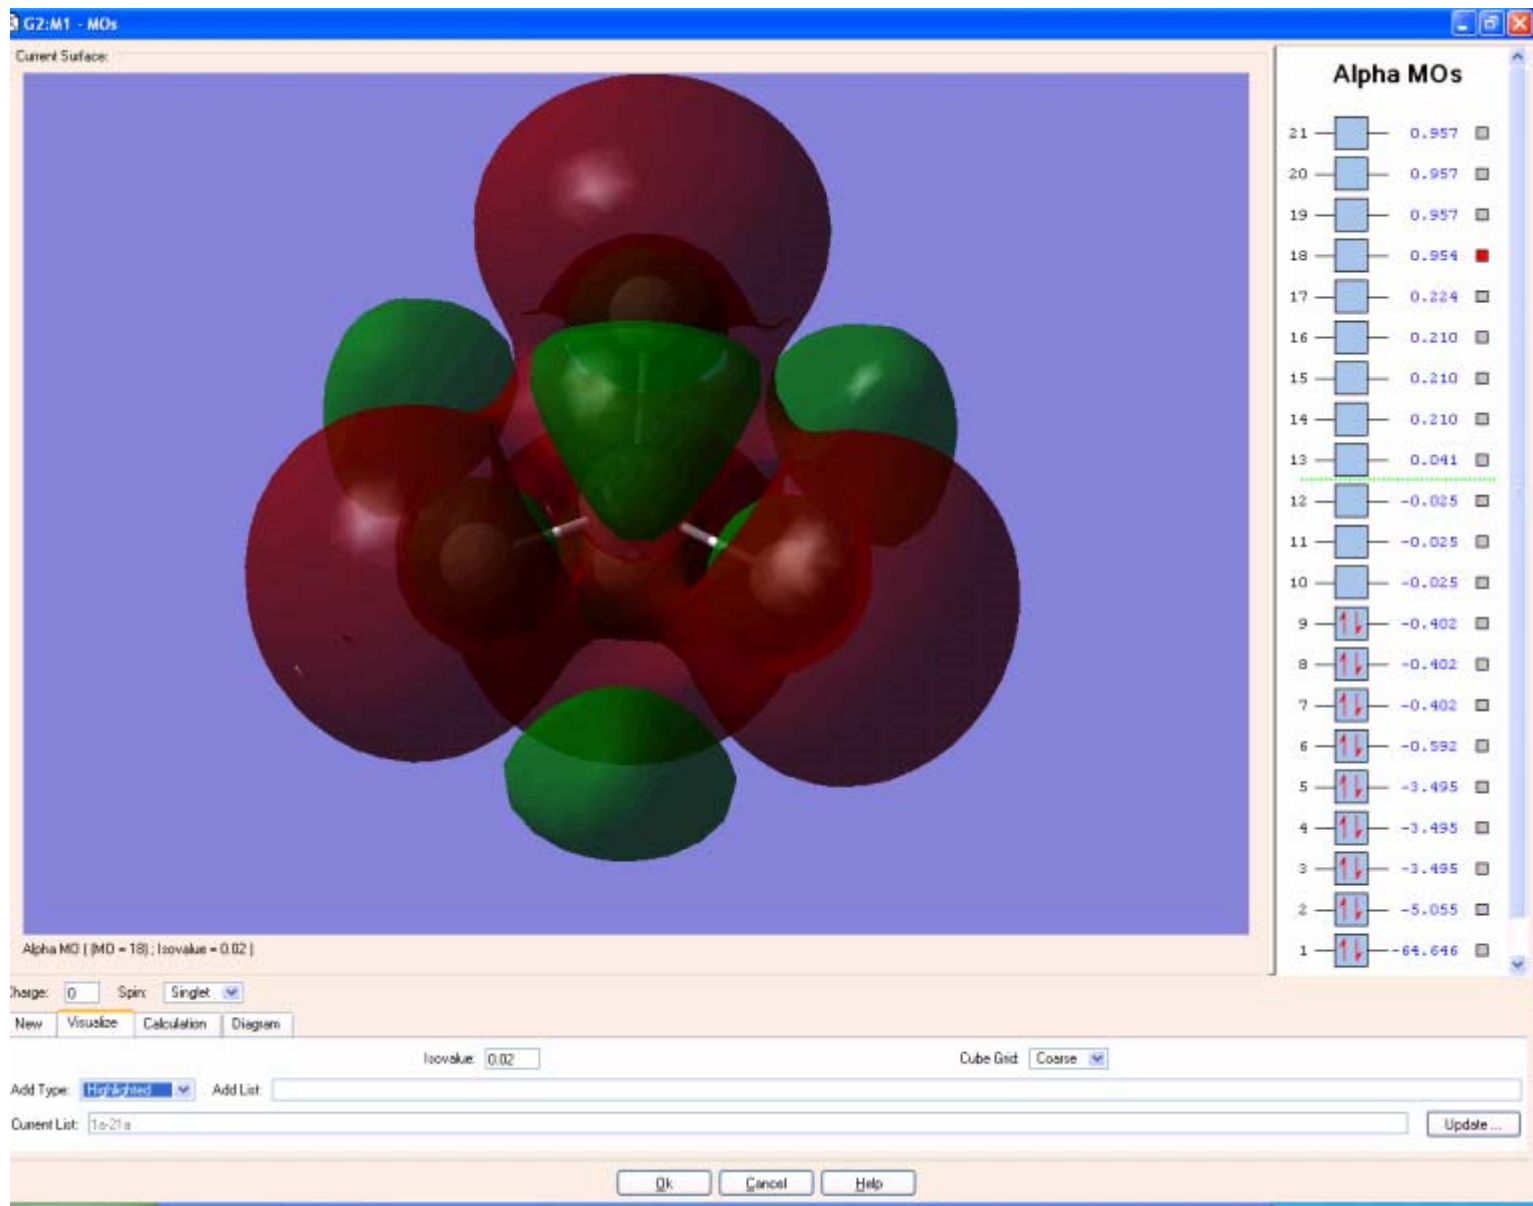 G2:M1 - MOs
Current Surface:
Alpha MOs
21 0.957
20 0.957
19 0.957
18 0.954
17 0.224
16 0.210
15 0.210
14 0.210
13 0.041
12 -0.025
11 -0.025
10 -0.025
9 -0.402
8 -0.402
7 -0.402
6 -0.592
5 -3.495
4 -3.495
3 -3.495
2 -5.055
1 -64.646
Alpha MO ( (MO = 18) ; Isovalue = 0.02 )
Charge: 0 Spin: Singlet
New Visualize Calculation Diagram
Isovalue: 0.02 Cube Grid: Coarse
Add Type: Highlighted Add List:
Current List: 1a-21a Update ...
Ok Cancel Help